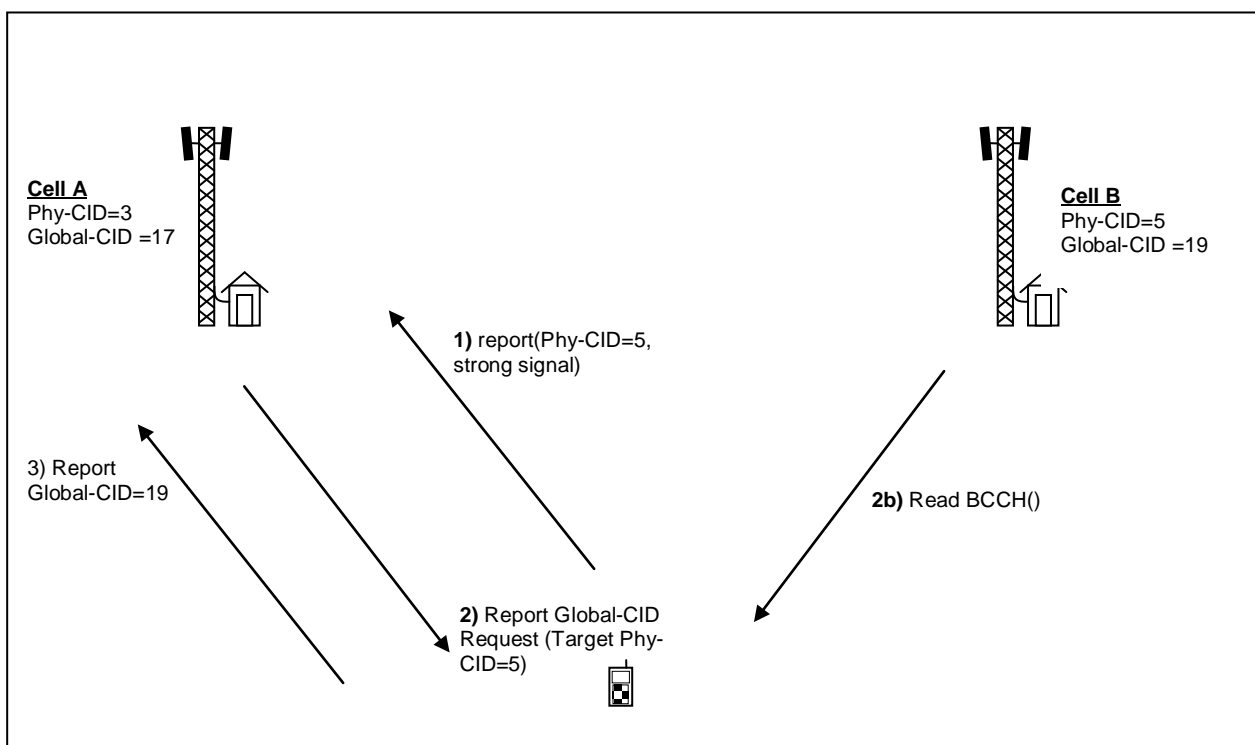 Cell A
Phy-CID=3
Global-CID =17
Cell B
Phy-CID=5
Global-CID =19
1) report(Phy-CID=5,
strong signal)
3) Report
Global-CID=19
2b) Read BCCH()
2) Report Global-CID
Request (Target Phy-
CID=5)